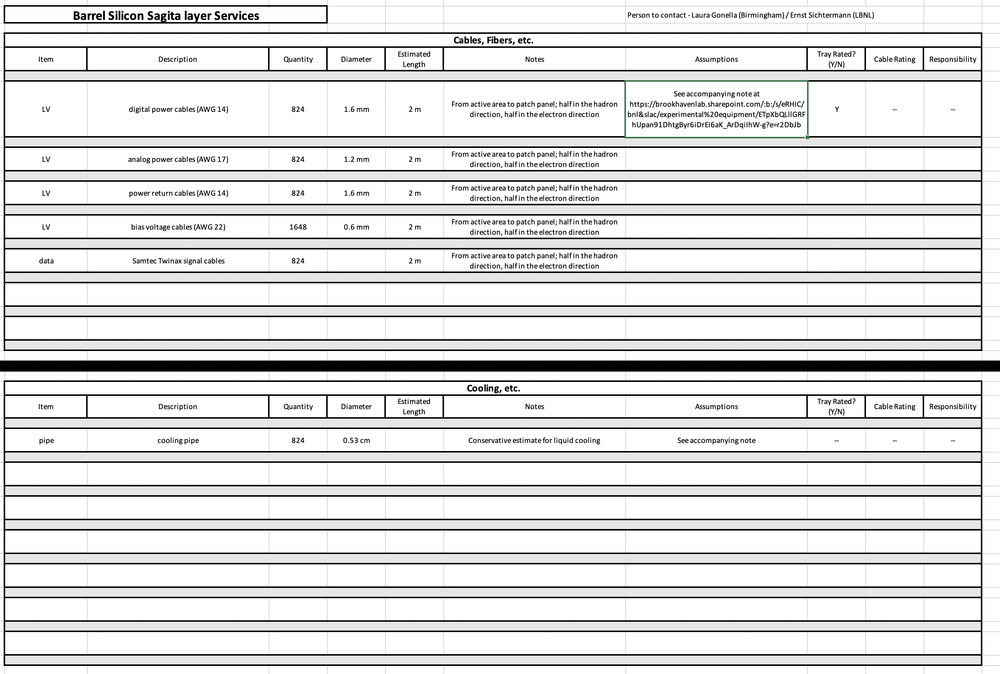 Barrel Silicon Sagita layer Services
Person to contact - Laura Gonella (Birmingham) / Ernst Sichtermann (LBNL)
Cables, Fibers, etc.
Item
Description
Quantity
Diameter
Estimated
Length
Notes
Assumptions
Tray Rated?
(Y/N)
Cable Rating
Responsibility
LV
digital power cables (AWG 14)
824
1.6 mm
2 m
From active area to patch panel; half in the hadron
direction, half in the electron direction
See accompanying note at
https://brookhavenlab.sharepoint.com/:b:/s/eRHIC/
bnl&slac/experimental%20equipment/ETpXbQLllGRF
hUpan91DhtgByr6iDrEi6aK_ArDqiIhW-g?e=r2DbJb
Y
--
--
LV
analog power cables (AWG 17)
824
1.2 mm
2 m
From active area to patch panel; half in the hadron
direction, half in the electron direction
LV
power return cables (AWG 14)
824
1.6 mm
2 m
From active area to patch panel; half in the hadron
direction, half in the electron direction
LV
bias voltage cables (AWG 22)
1648
0.6 mm
2 m
From active area to patch panel; half in the hadron
direction, half in the electron direction
data
Samtec Twinax signal cables
824
2 m
From active area to patch panel; half in the hadron
direction, half in the electron direction
Cooling, etc.
Item
Description
Quantity
Diameter
Estimated
Length
Notes
Assumptions
Tray Rated?
(Y/N)
Cable Rating
Responsibility
pipe
cooling pipe
824
0.53 cm
Conservative estimate for liquid cooling
See accompanying note
--
--
--